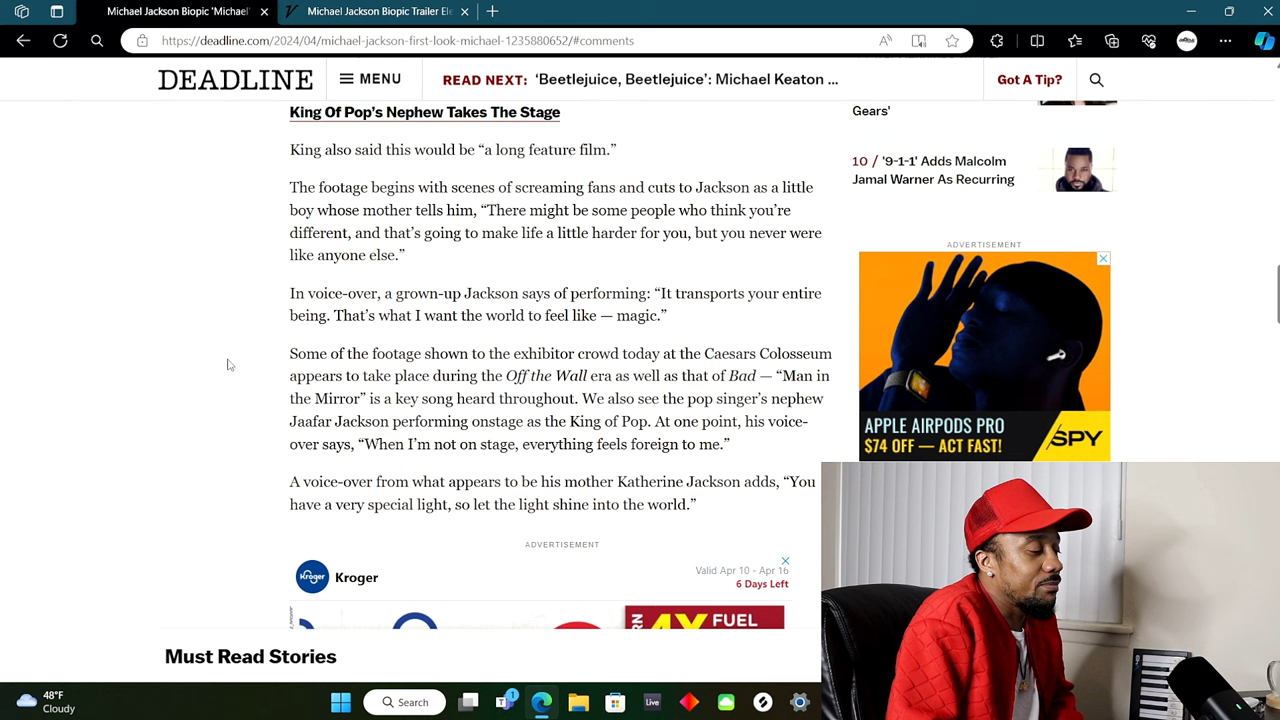 Michael Jackson Biopic 'Michael'
Michael Jackson Biopic Trailer Ele
https://deadline.com/2024/04/michael-jackson-first-look-michael-1235880652/#comments
DEADLINE
MENU
READ NEXT: ‘Beetlejuice, Beetlejuice’: Michael Keaton ...
Got A Tip?
King Of Pop’s Nephew Takes The Stage
King also said this would be “a long feature film.”
The footage begins with scenes of screaming fans and cuts to Jackson as a little
boy whose mother tells him, “There might be some people who think you’re
different, and that’s going to make life a little harder for you, but you never were
like anyone else.”
In voice-over, a grown-up Jackson says of performing: “It transports your entire
being. That’s what I want the world to feel like — magic.”
Some of the footage shown to the exhibitor crowd today at the Caesars Colosseum
appears to take place during the Off the Wall era as well as that of Bad — “Man in
the Mirror” is a key song heard throughout. We also see the pop singer’s nephew
Jaafar Jackson performing onstage as the King of Pop. At one point, his voice-
over says, “When I’m not on stage, everything feels foreign to me.”
A voice-over from what appears to be his mother Katherine Jackson adds, “You
have a very special light, so let the light shine into the world.”
ADVERTISEMENT
Kroger
Kroger
Valid Apr 10 - Apr 16
6 Days Left
4X FUEL
Must Read Stories
Gears'
10 / '9-1-1' Adds Malcolm
Jamal Warner As Recurring
ADVERTISEMENT
APPLE AIRPODS PRO
$74 OFF — ACT FAST!
SPY
48°F
Cloudy
Search
1
Live